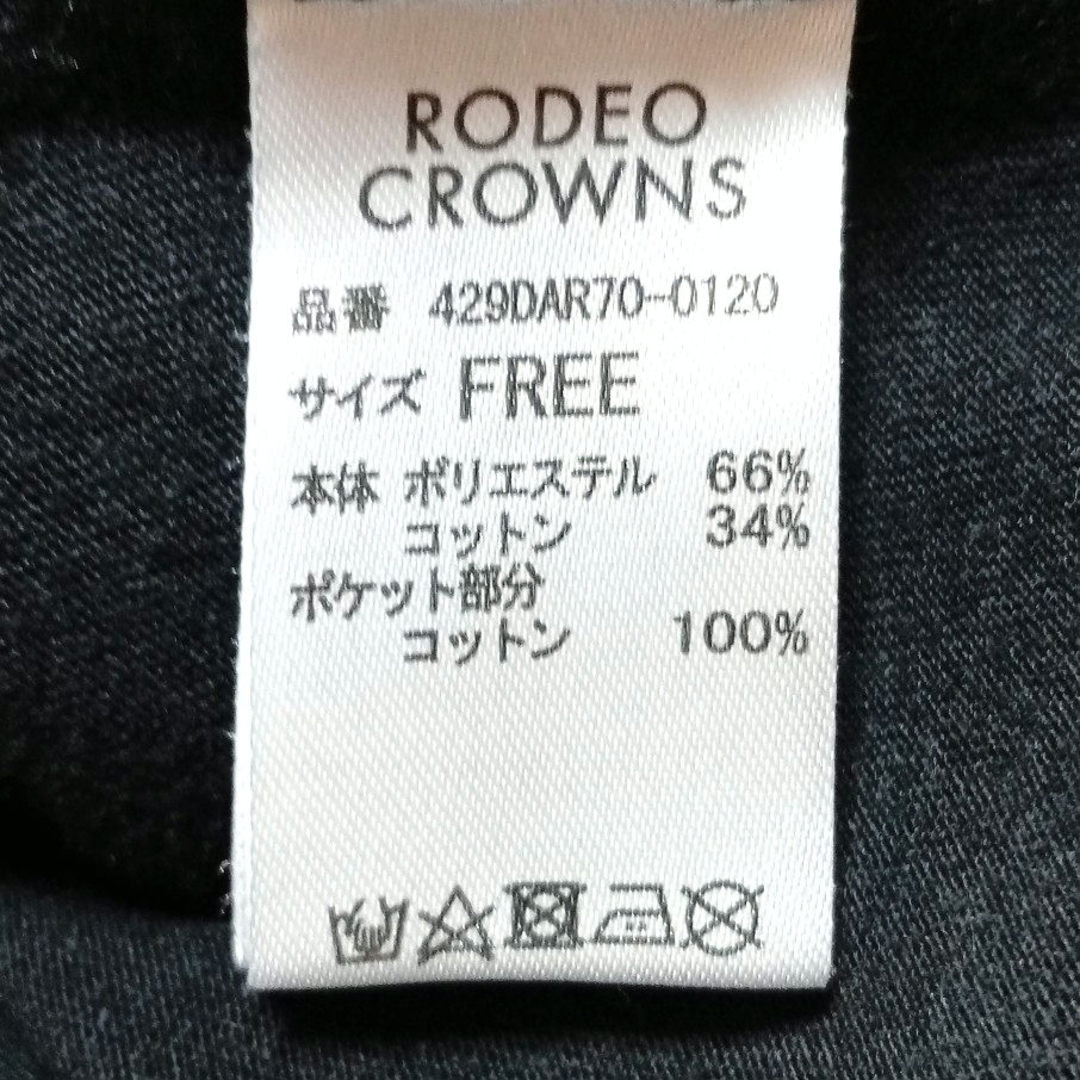 RODEO
CROWNS
品番 429DAR70-0120
サイズ FREE
本体 ポリエステル 66%
コットン 34%
ポケット部分
コットン 100%